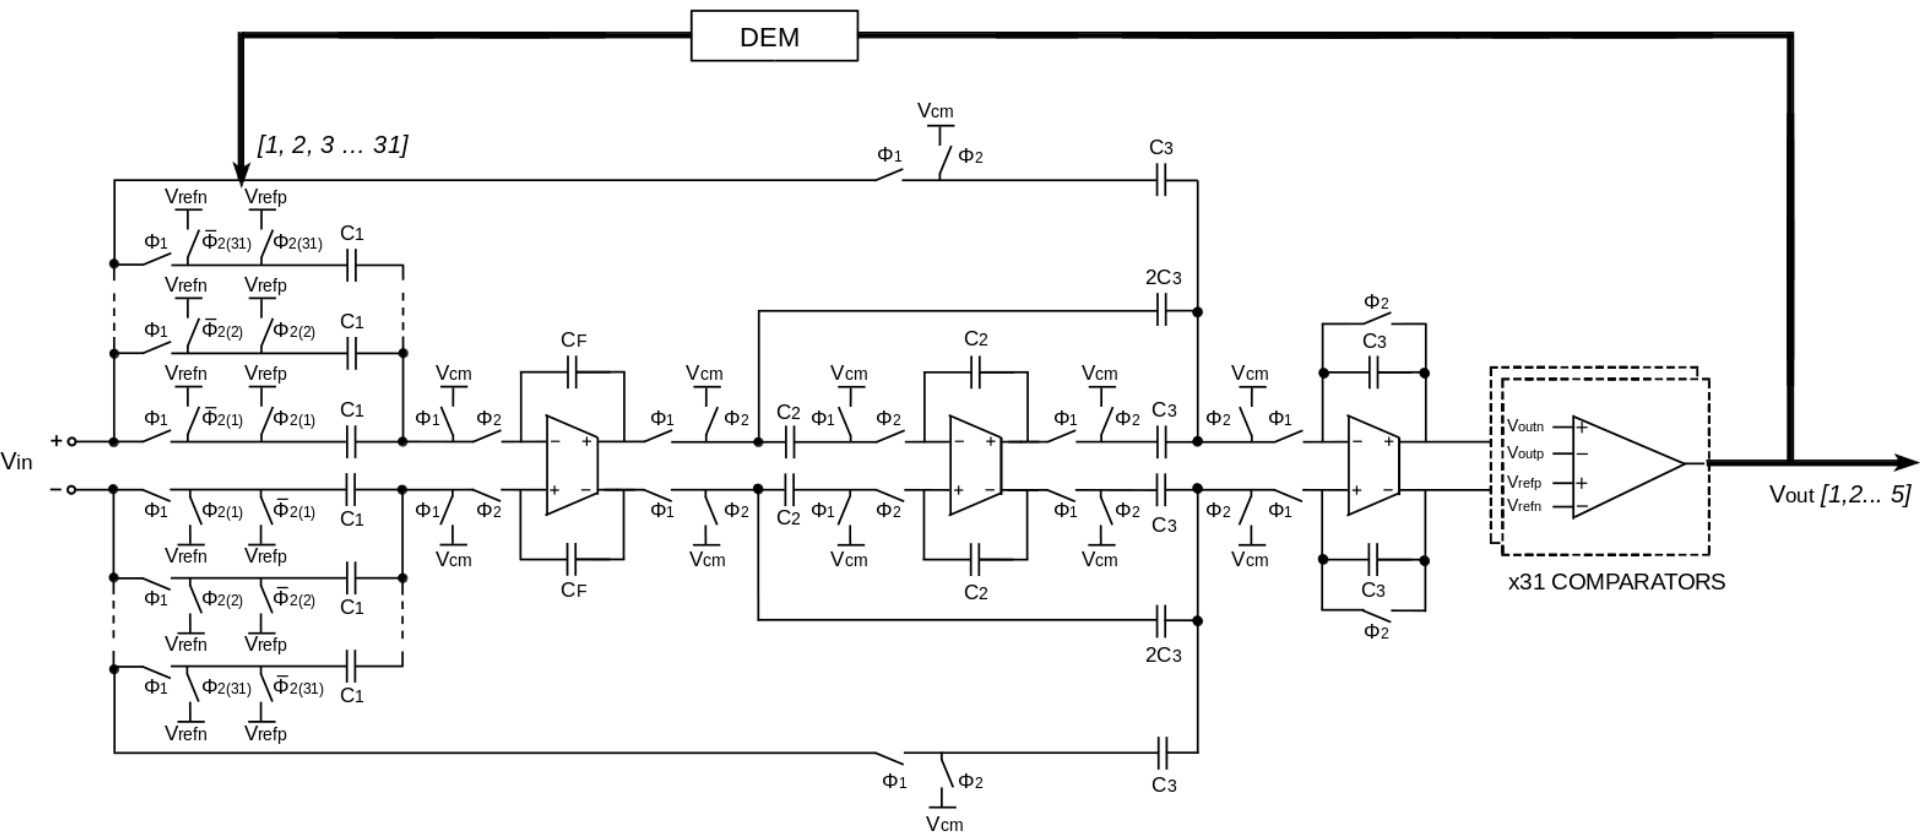 DEM
[1, 2, 3 ... 31]
Vcm
Φ1 Φ2 C3
Vrefn Vrefp
Φ1 Φ̅2(31) Φ2(31) C1
2C3
Vrefn Vrefp
Φ1 Φ̅2(2) Φ2(2) C1
Φ2
CF C2 C3
Vrefn Vrefp Vcm Vcm Vcm Vcm Vcm
Φ1 Φ̅2(1) Φ2(1) C1 Φ1 Φ2 Φ1 Φ2 C2 Φ1 Φ2 Φ1 Φ2 C3 Φ2 Φ1
+ − + − + − +
Vin
− + − + − + −
Φ1 Φ2(1) Φ̅2(1) C1 Φ1 Φ2 Φ1 Φ2 C2 Φ1 Φ2 Φ1 Φ2 C3 Φ2 Φ1
Vrefn Vrefp Vcm Vcm Vcm Vcm Vcm
CF C2 C3
Φ1 Φ2(2) Φ̅2(2) C1
Φ2
Vrefn Vrefp
2C3
Φ1 Φ2(31) Φ̅2(31) C1
Vrefn Vrefp
Φ1 Φ2 C3
Vcm
Voutn +
Voutp −
Vrefp +
Vrefn −
Vout [1,2... 5]
x31 COMPARATORS